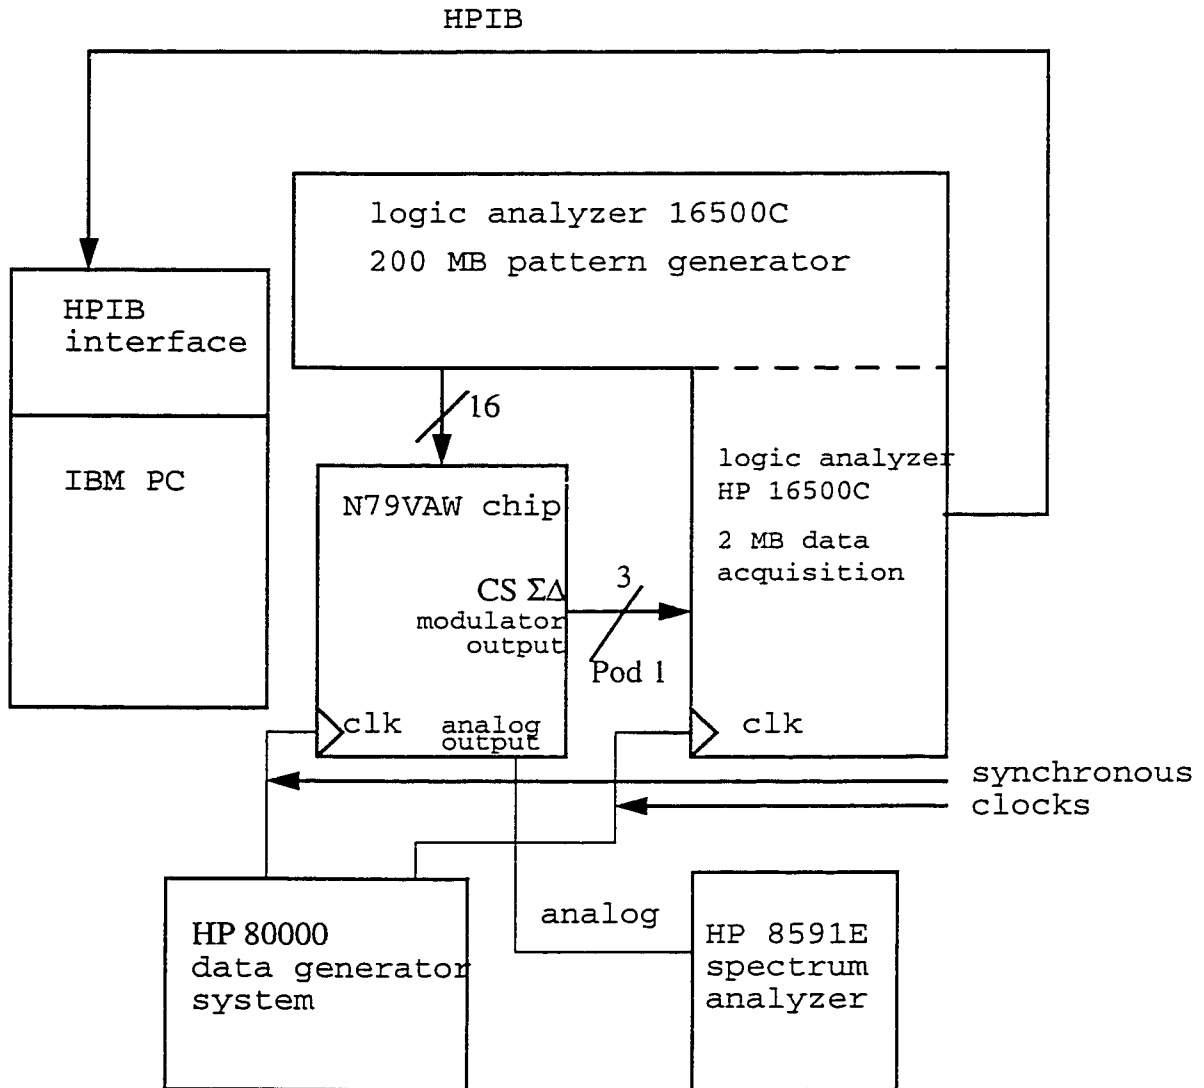 HPIB
logic analyzer 16500C
200 MB pattern generator
HPIB
interface
16
IBM PC
logic analyzer
HP 16500C
2 MB data
acquisition
N79VAW chip
CS ΣΔ
modulator
output
3
Pod 1
clk
analog
output
clk
synchronous
clocks
HP 80000
data generator
system
analog
HP 8591E
spectrum
analyzer